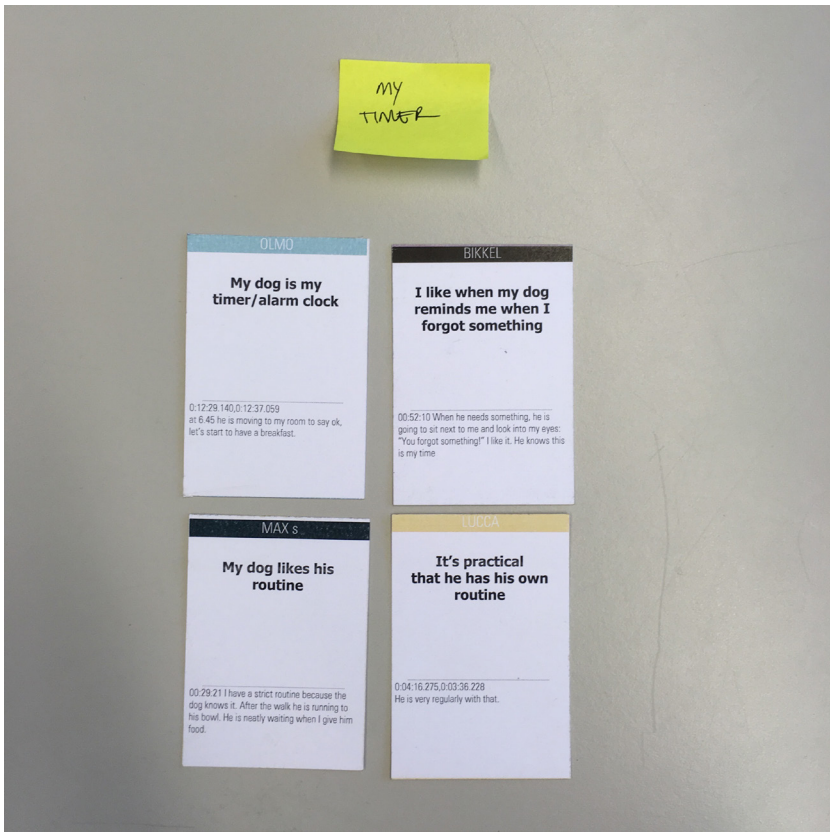 MY
TIMER
OLMO
My dog is my
timer/alarm clock
0:12:29.140,0:12:37.059
at 6.45 he is moving to my room to say ok,
let's start to have a breakfast.
BIKKEL
I like when my dog
reminds me when I
forgot something
00:52:10 When he needs something, he is
going to sit next to me and look into my eyes:
"You forgot something!" I like it. He knows this
is my time
MAX s
My dog likes his
routine
00:29:21 I have a strict routine because the
dog knows it. After the walk he is running to
his bowl. He is neatly waiting when I give him
food.
LUCCA
It's practical
that he has his own
routine
0:04:16.275,0:03:36.228
He is very regularly with that.